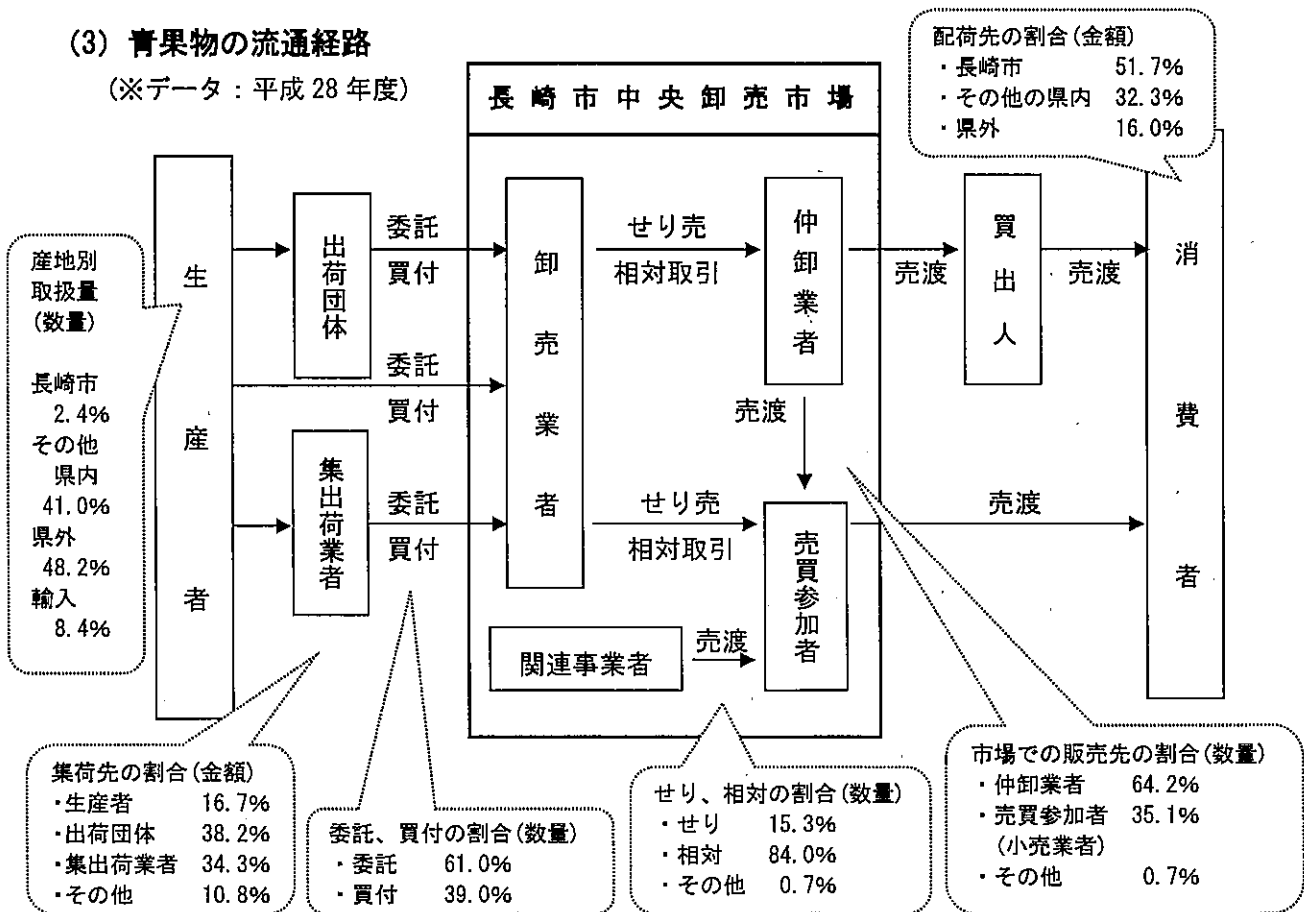 (3) 青果物の流通経路
(※データ：平成 28 年度)
長崎市中央卸売市場
配荷先の割合(金額)
・長崎市 51.7%
・その他の県内 32.3%
・県外 16.0%
産地別
取扱量
(数量)
長崎市
2.4%
その他
県内
41.0%
県外
48.2%
輸入
8.4%
生産者
出荷団体
集出荷業者
委託
買付
委託
買付
委託
買付
卸売業者
せり売
相対取引
せり売
相対取引
仲卸業者
売渡
売買参加者
関連事業者
売渡
売渡
買出人
売渡
売渡
消費者
集荷先の割合(金額)
・生産者 16.7%
・出荷団体 38.2%
・集出荷業者 34.3%
・その他 10.8%
委託、買付の割合(数量)
・委託 61.0%
・買付 39.0%
せり、相対の割合(数量)
・せり 15.3%
・相対 84.0%
・その他 0.7%
市場での販売先の割合(数量)
・仲卸業者 64.2%
・売買参加者 35.1%
(小売業者)
・その他 0.7%